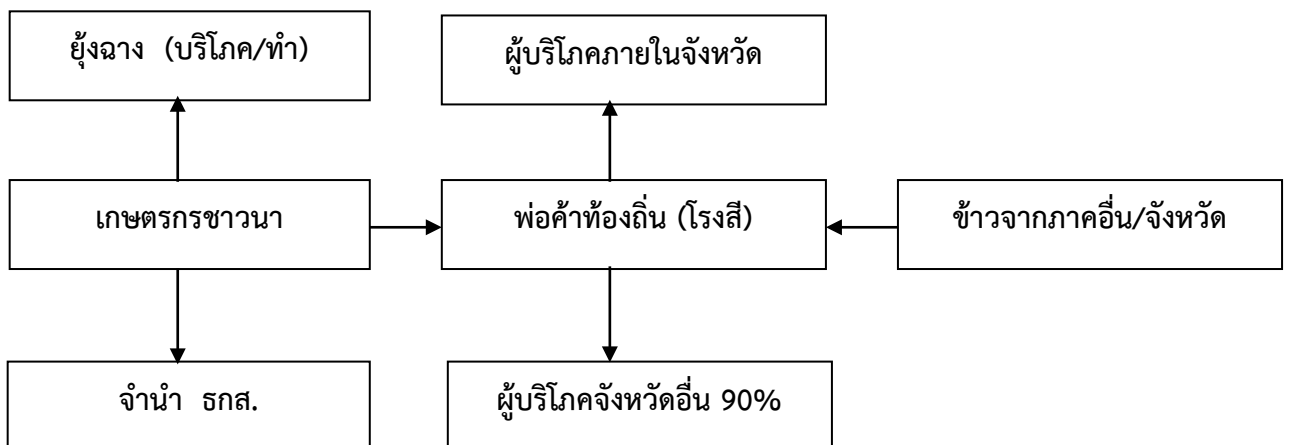 ยุ้งฉาง (บริโภค/ทำ)
ผู้บริโภคภายในจังหวัด
เกษตรกรชาวนา
พ่อค้าท้องถิ่น (โรงสี)
ข้าวจากภาคอื่น/จังหวัด
จำนำ ธกส.
ผู้บริโภคจังหวัดอื่น 90%